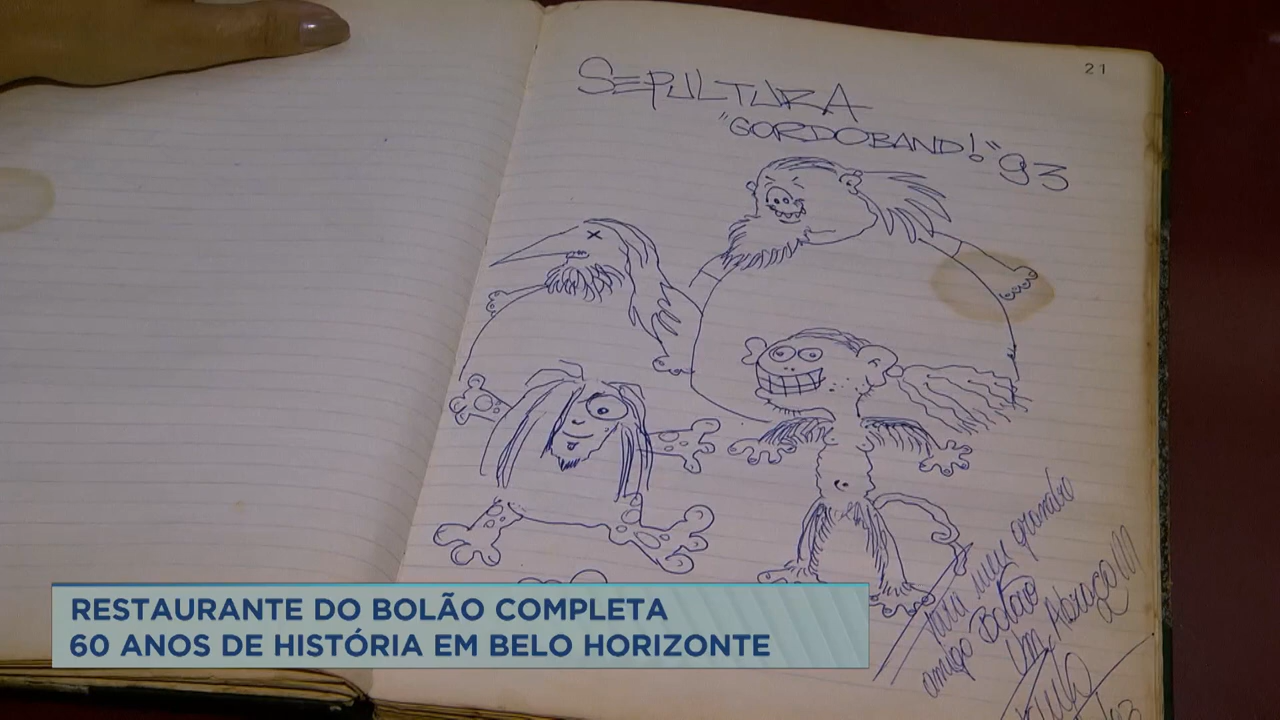 21
SEPULTURA
"GORDOBAND!" 93
Para meu grande
amigo Bolão
Um Abraço!!!
RESTAURANTE DO BOLÃO COMPLETA
60 ANOS DE HISTÓRIA EM BELO HORIZONTE